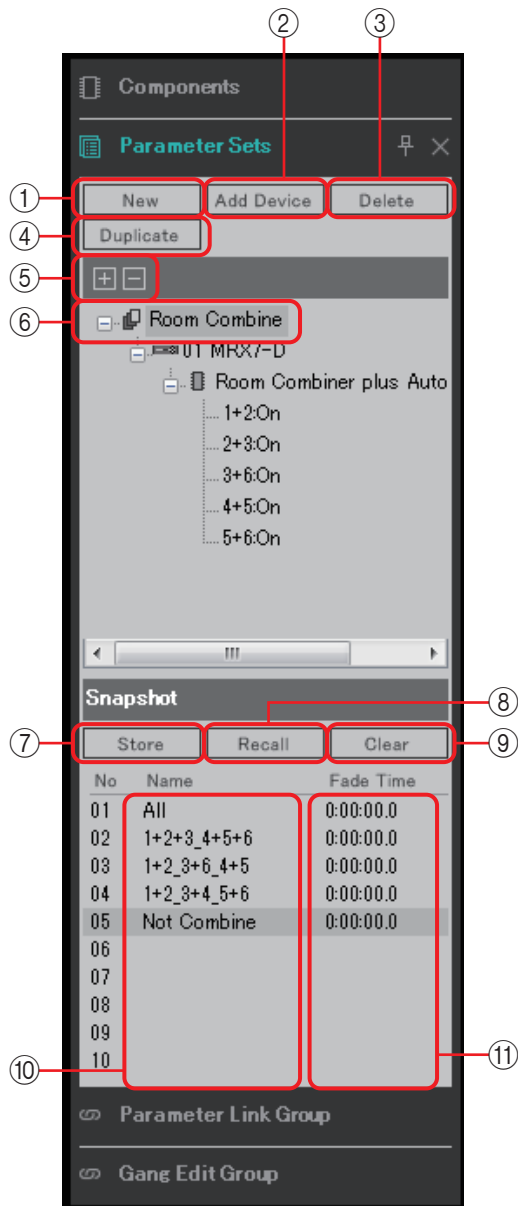 ② ③
Components
Parameter Sets
① New Add Device Delete
④ Duplicate
⑤
⑥ Room Combine
01 MRX7-D
Room Combiner plus Auto
1+2:On
2+3:On
3+6:On
4+5:On
5+6:On
Snapshot
⑧
⑦ Store Recall Clear ⑨
No Name Fade Time
01 All 0:00:00.0
02 1+2+3_4+5+6 0:00:00.0
03 1+2_3+6_4+5 0:00:00.0
04 1+2_3+4_5+6 0:00:00.0
05 Not Combine 0:00:00.0
06
07
08
09
10
⑩ ⑪
Parameter Link Group
Gang Edit Group